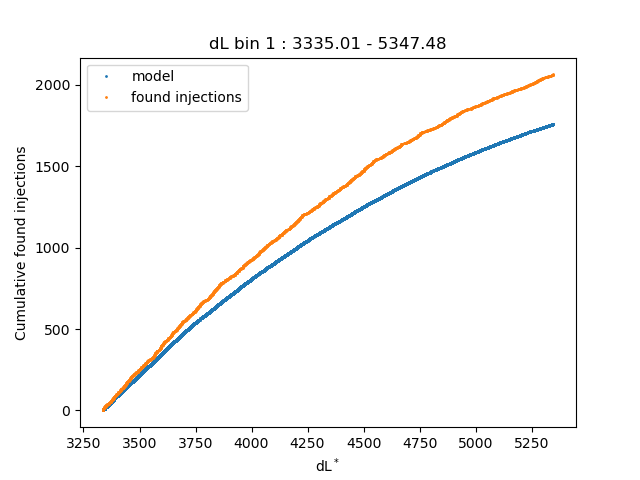 dL bin 1 : 3335.01 - 5347.48
model
found injections
Cumulative found injections
2000
1500
1000
500
0
3250 3500 3750 4000 4250 4500 4750 5000 5250
dL*